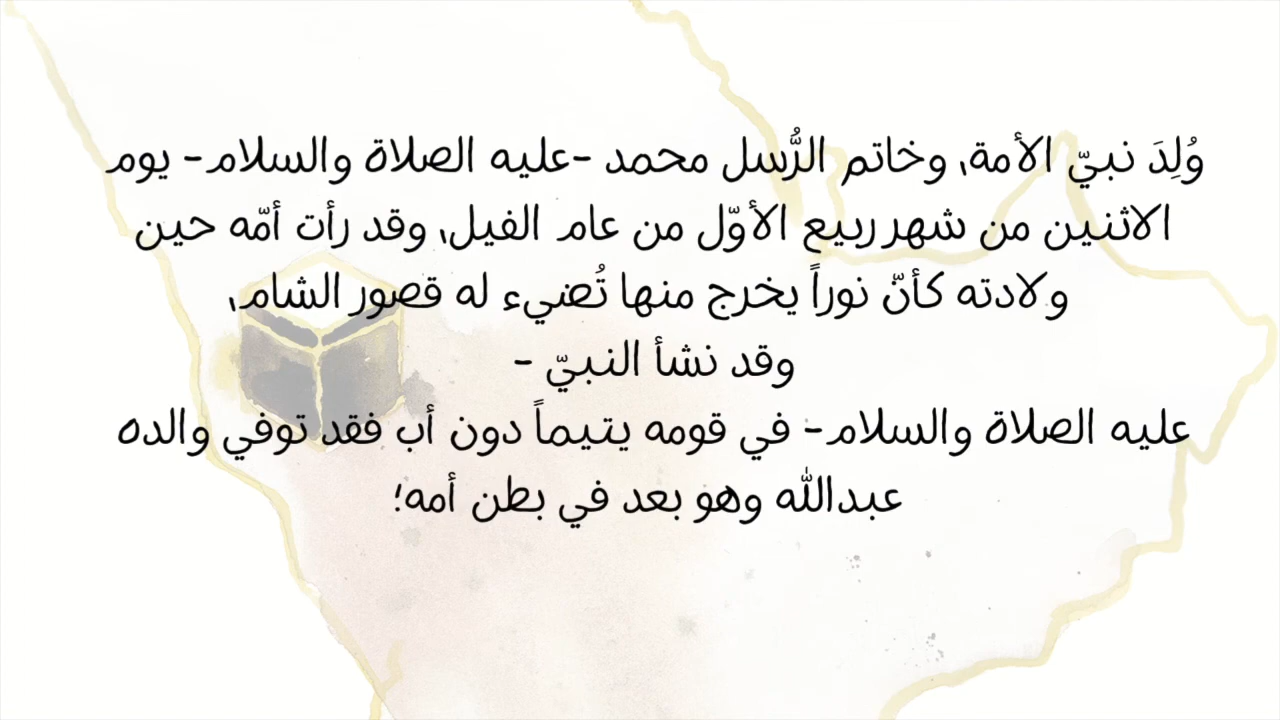 وُلِدَ نبيّ الأمة، وخاتم الرُّسل محمد -عليه الصلاة والسلام- يوم
الاثنين من شهر ربيع الأوّل من عام الفيل، وقد رأت أمّه حين
ولادته كأنّ نوراً يخرج منها تُضيء له قصور الشام،
وقد نشأ النبيّ -
عليه الصلاة والسلام- في قومه يتيماً دون أب فقد توفي والده
عبدالله وهو بعد في بطن أمه؛